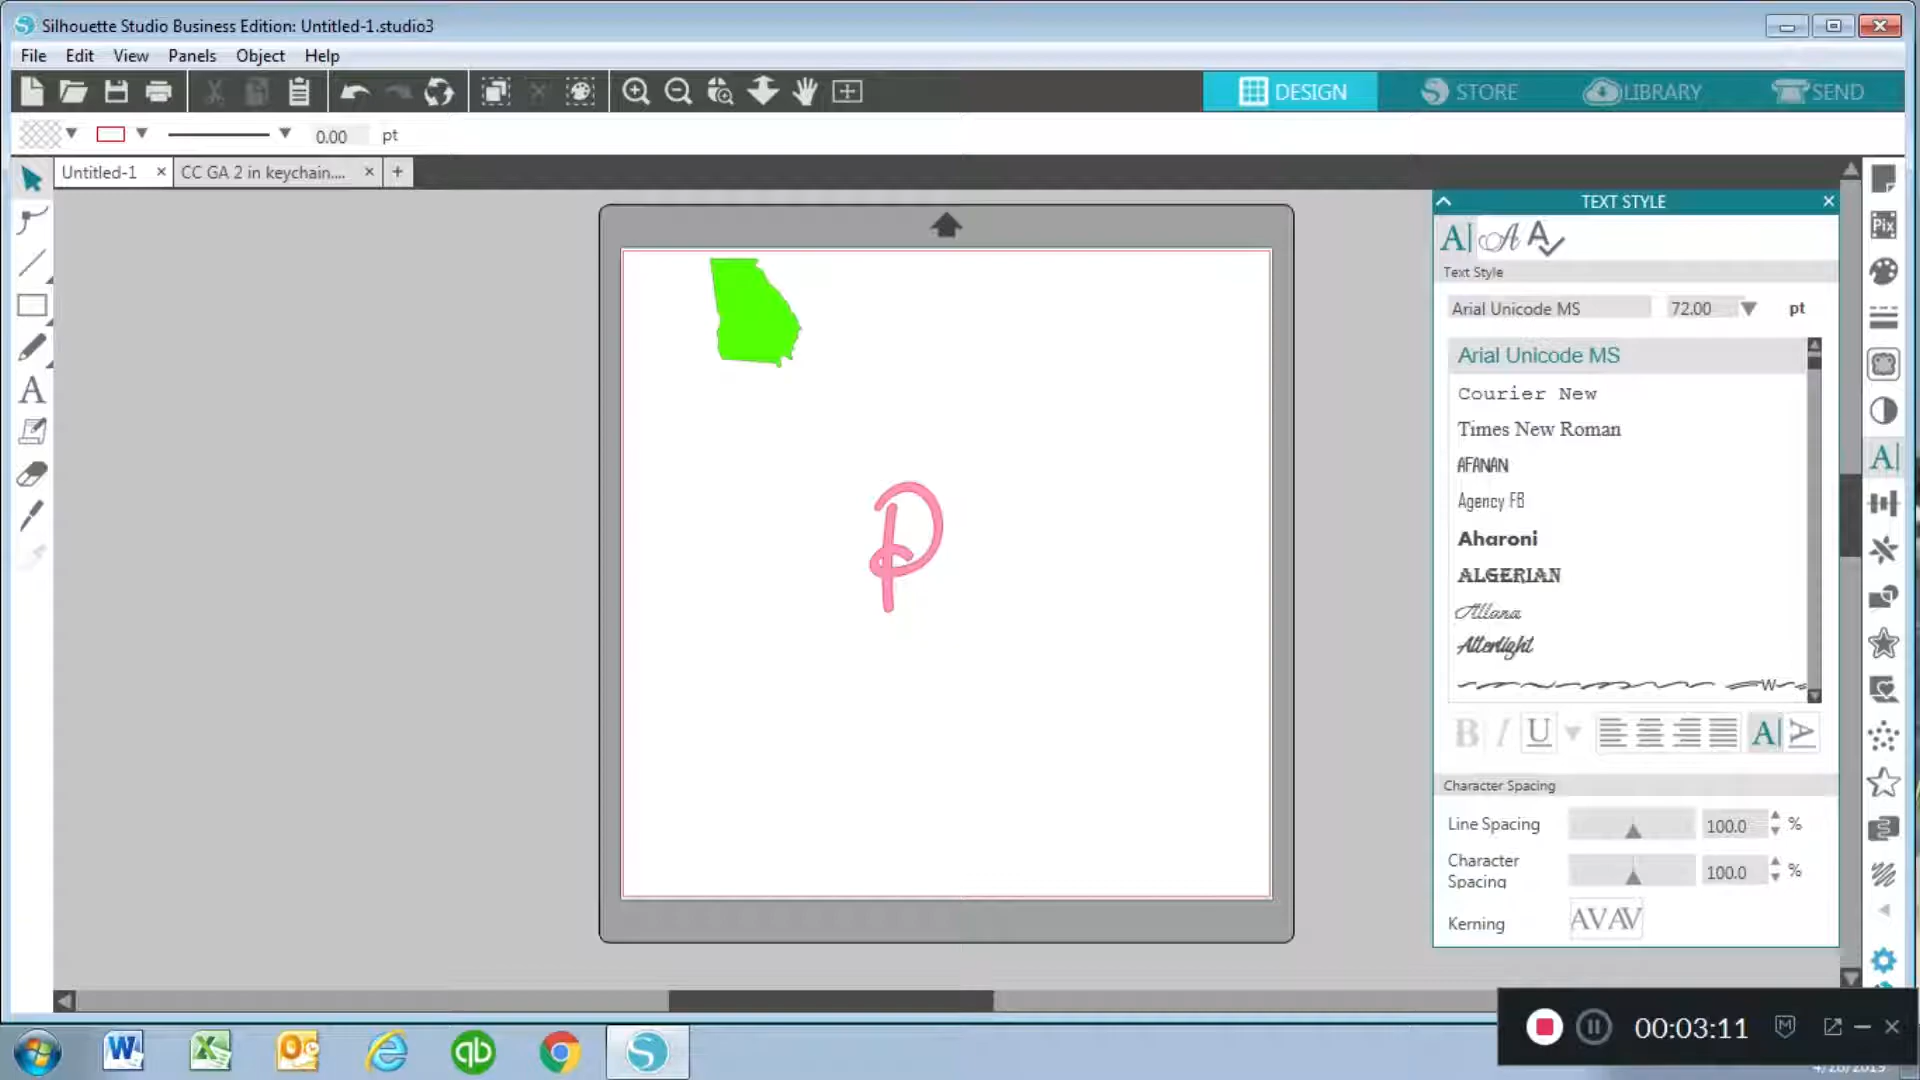 Silhouette Studio Business Edition: Untitled-1.studio3
File Edit View Panels Object Help
DESIGN STORE LIBRARY SEND
0.00 pt
Untitled-1 CC GA 2 in keychain....
TEXT STYLE
Text Style
Arial Unicode MS 72.00 pt
Arial Unicode MS
Courier New
Times New Roman
AFANAN
Agency FB
Aharoni
ALGERIAN
Allana
Alterlight
P
B I U A
Character Spacing
Line Spacing 100.0 %
Character
Spacing 100.0 %
Kerning AV AV
Pix
00:03:11